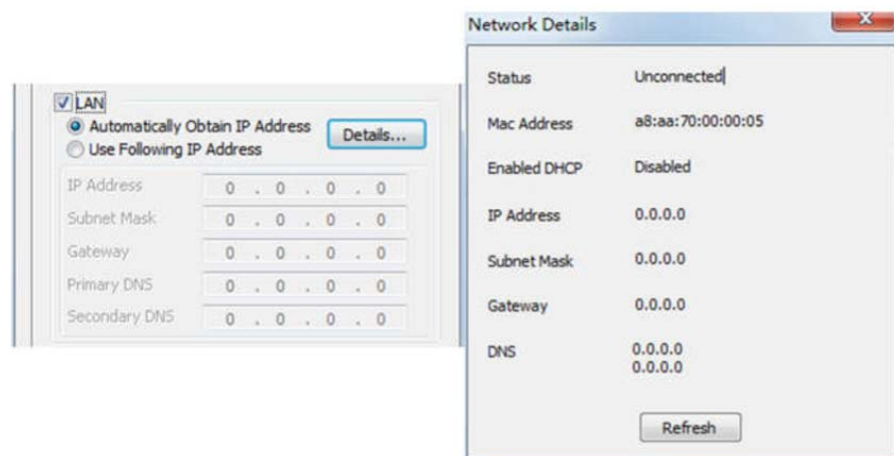 LAN
Automatically Obtain IP Address
Details...
Use Following IP Address
IP Address 0 . 0 . 0 . 0
Subnet Mask 0 . 0 . 0 . 0
Gateway 0 . 0 . 0 . 0
Primary DNS 0 . 0 . 0 . 0
Secondary DNS 0 . 0 . 0 . 0
Network Details
Status Unconnected
Mac Address a8:aa:70:00:00:05
Enabled DHCP Disabled
IP Address 0.0.0.0
Subnet Mask 0.0.0.0
Gateway 0.0.0.0
DNS 0.0.0.0
0.0.0.0
Refresh